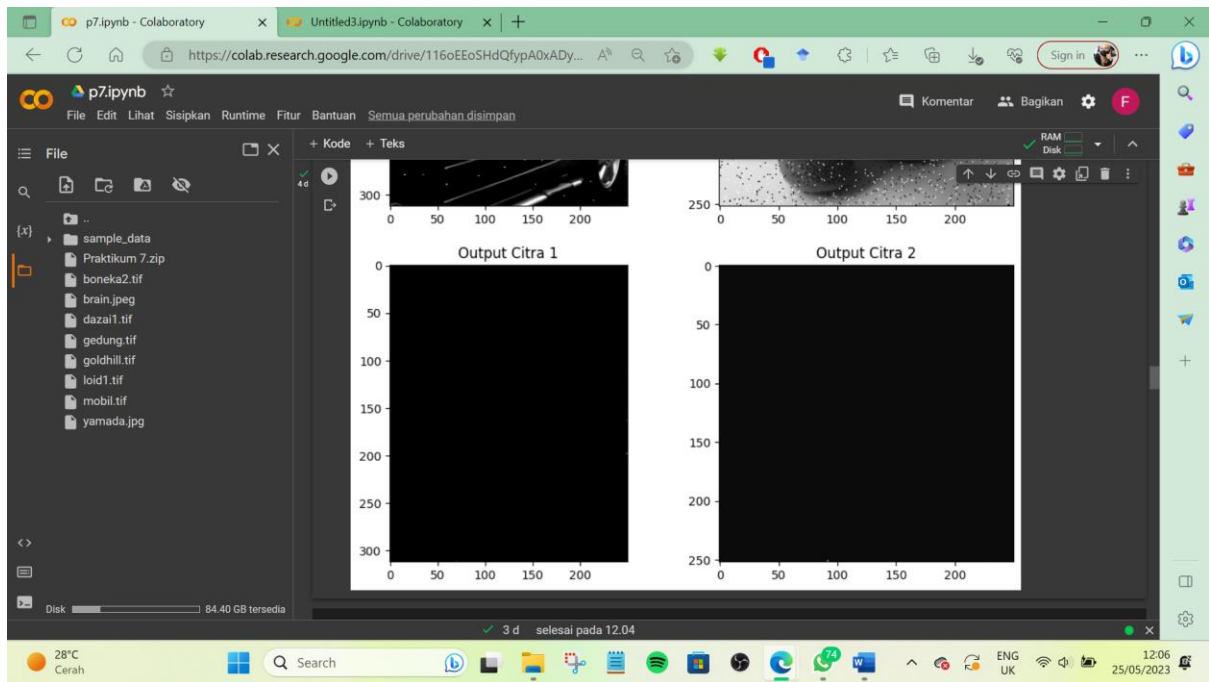 p7.ipynb - Colaboratory
Untitled3.ipynb - Colaboratory
https://colab.research.google.com/drive/116oEEoSHdQfypA0xADy...
Sign in
p7.ipynb
File Edit Lihat Sisipkan Runtime Fitur Bantuan Semua perubahan disimpan
Komentar
Bagikan
F
File
+ Kode + Teks
RAM
Disk
..
sample_data
Praktikum 7.zip
boneka2.tif
brain.jpeg
dazai1.tif
gedung.tif
goldhill.tif
loid1.tif
mobil.tif
yamada.jpg
{x}
4 d
300
0 50 100 150 200
250
0 50 100 150 200
Output Citra 1
0
50
100
150
200
250
300
0 50 100 150 200
Output Citra 2
0
50
100
150
200
250
0 50 100 150 200
Disk 84.40 GB tersedia
3 d selesai pada 12.04
28°C
Cerah
Search
74
ENG
UK
12:06
25/05/2023